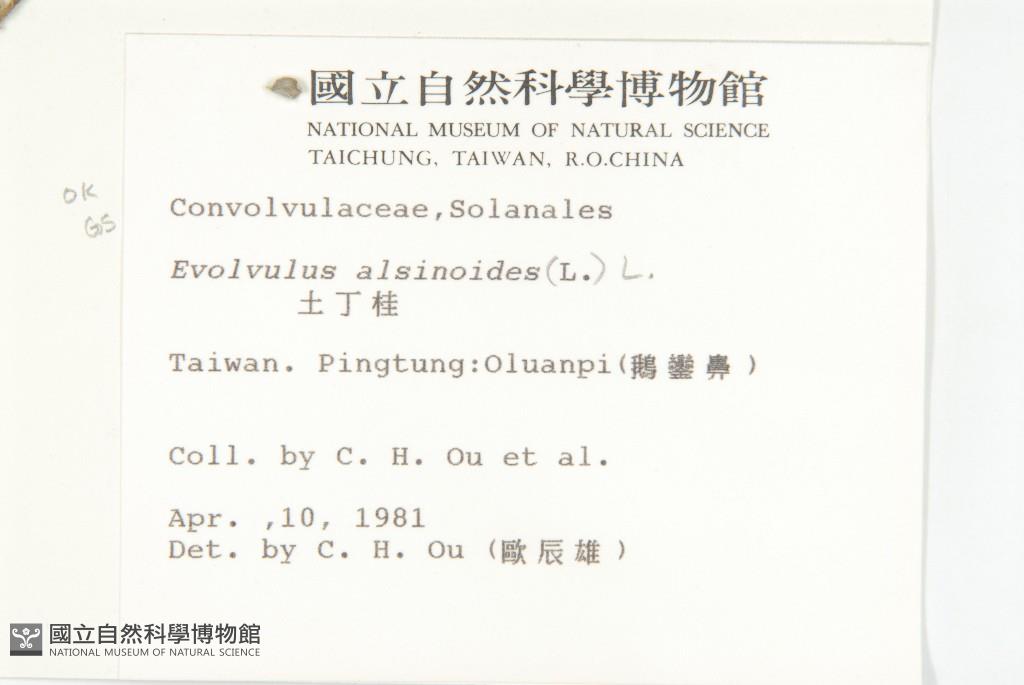 國立自然科學博物館
NATIONAL MUSEUM OF NATURAL SCIENCE
TAICHUNG, TAIWAN, R.O.CHINA
OK
GS
Convolvulaceae,Solanales
Evolvulus alsinoides(L.) L.
土丁桂
Taiwan. Pingtung:Oluanpi(鵝鑾鼻)
Coll. by C. H. Ou et al.
Apr. ,10, 1981
Det. by C. H. Ou (歐辰雄)
國立自然科學博物館
NATIONAL MUSEUM OF NATURAL SCIENCE